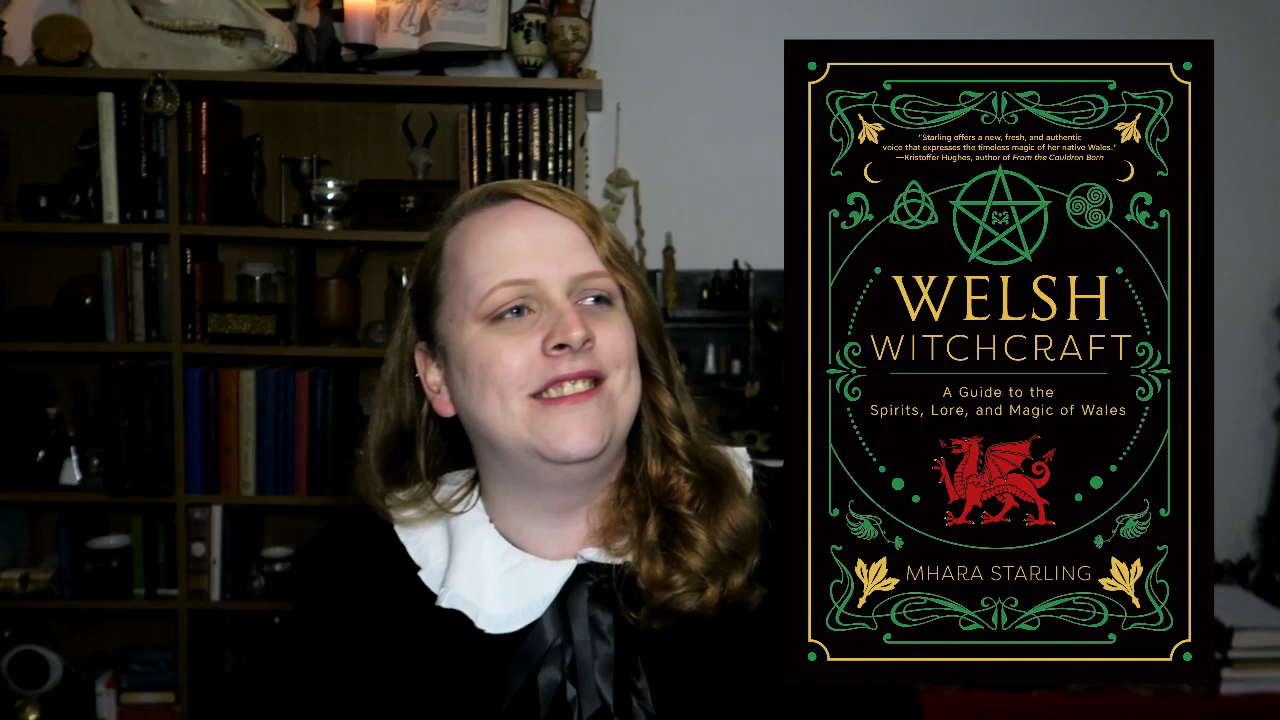 "Starling offers a new, fresh, and authentic
voice that expresses the timeless magic of her native Wales."
—Kristoffer Hughes, author of From the Cauldron Born
WELSH
WITCHCRAFT
A Guide to the
Spirits, Lore, and Magic of Wales
MHARA STARLING